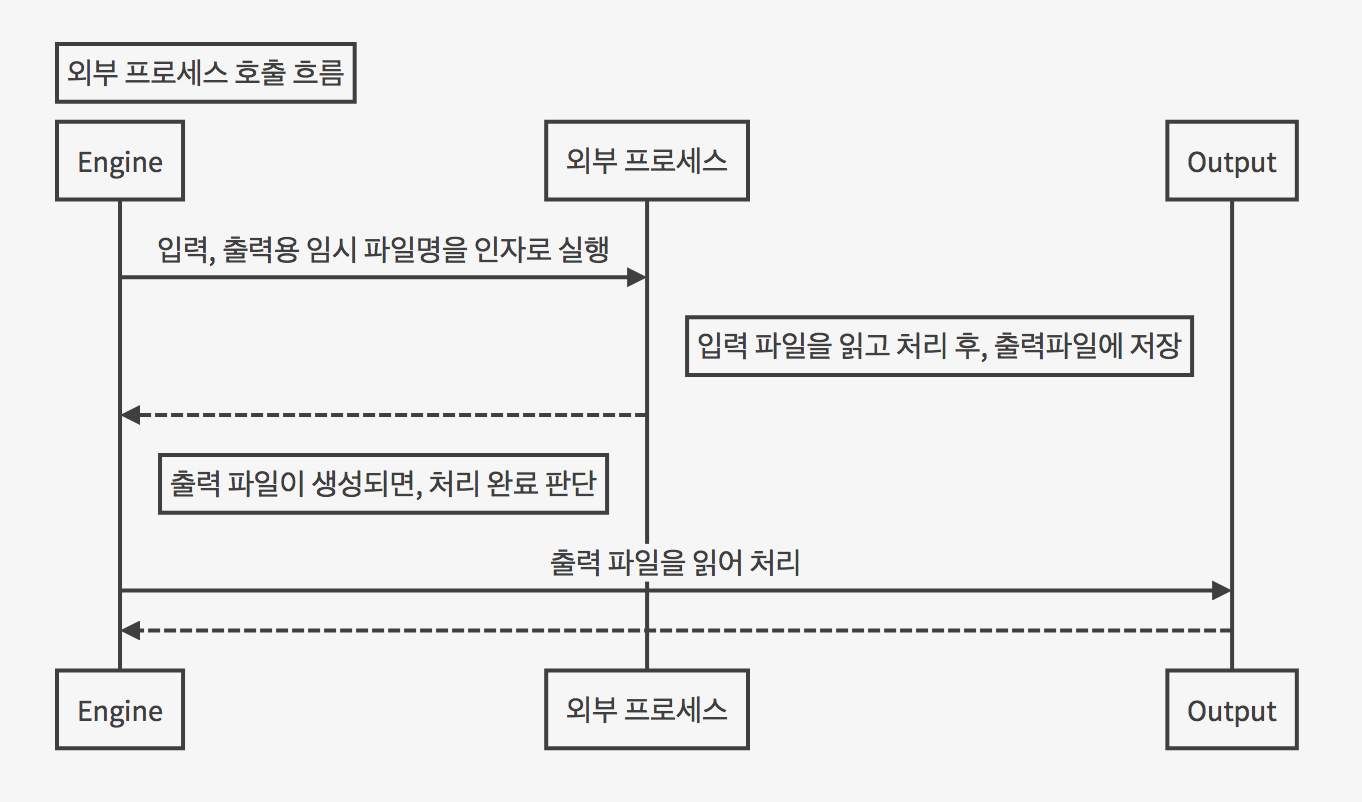 외부 프로세스 호출 흐름
Engine
외부 프로세스
Output
입력, 출력용 임시 파일명을 인자로 실행
입력 파일을 읽고 처리 후, 출력파일에 저장
출력 파일이 생성되면, 처리 완료 판단
출력 파일을 읽어 처리
Engine
외부 프로세스
Output